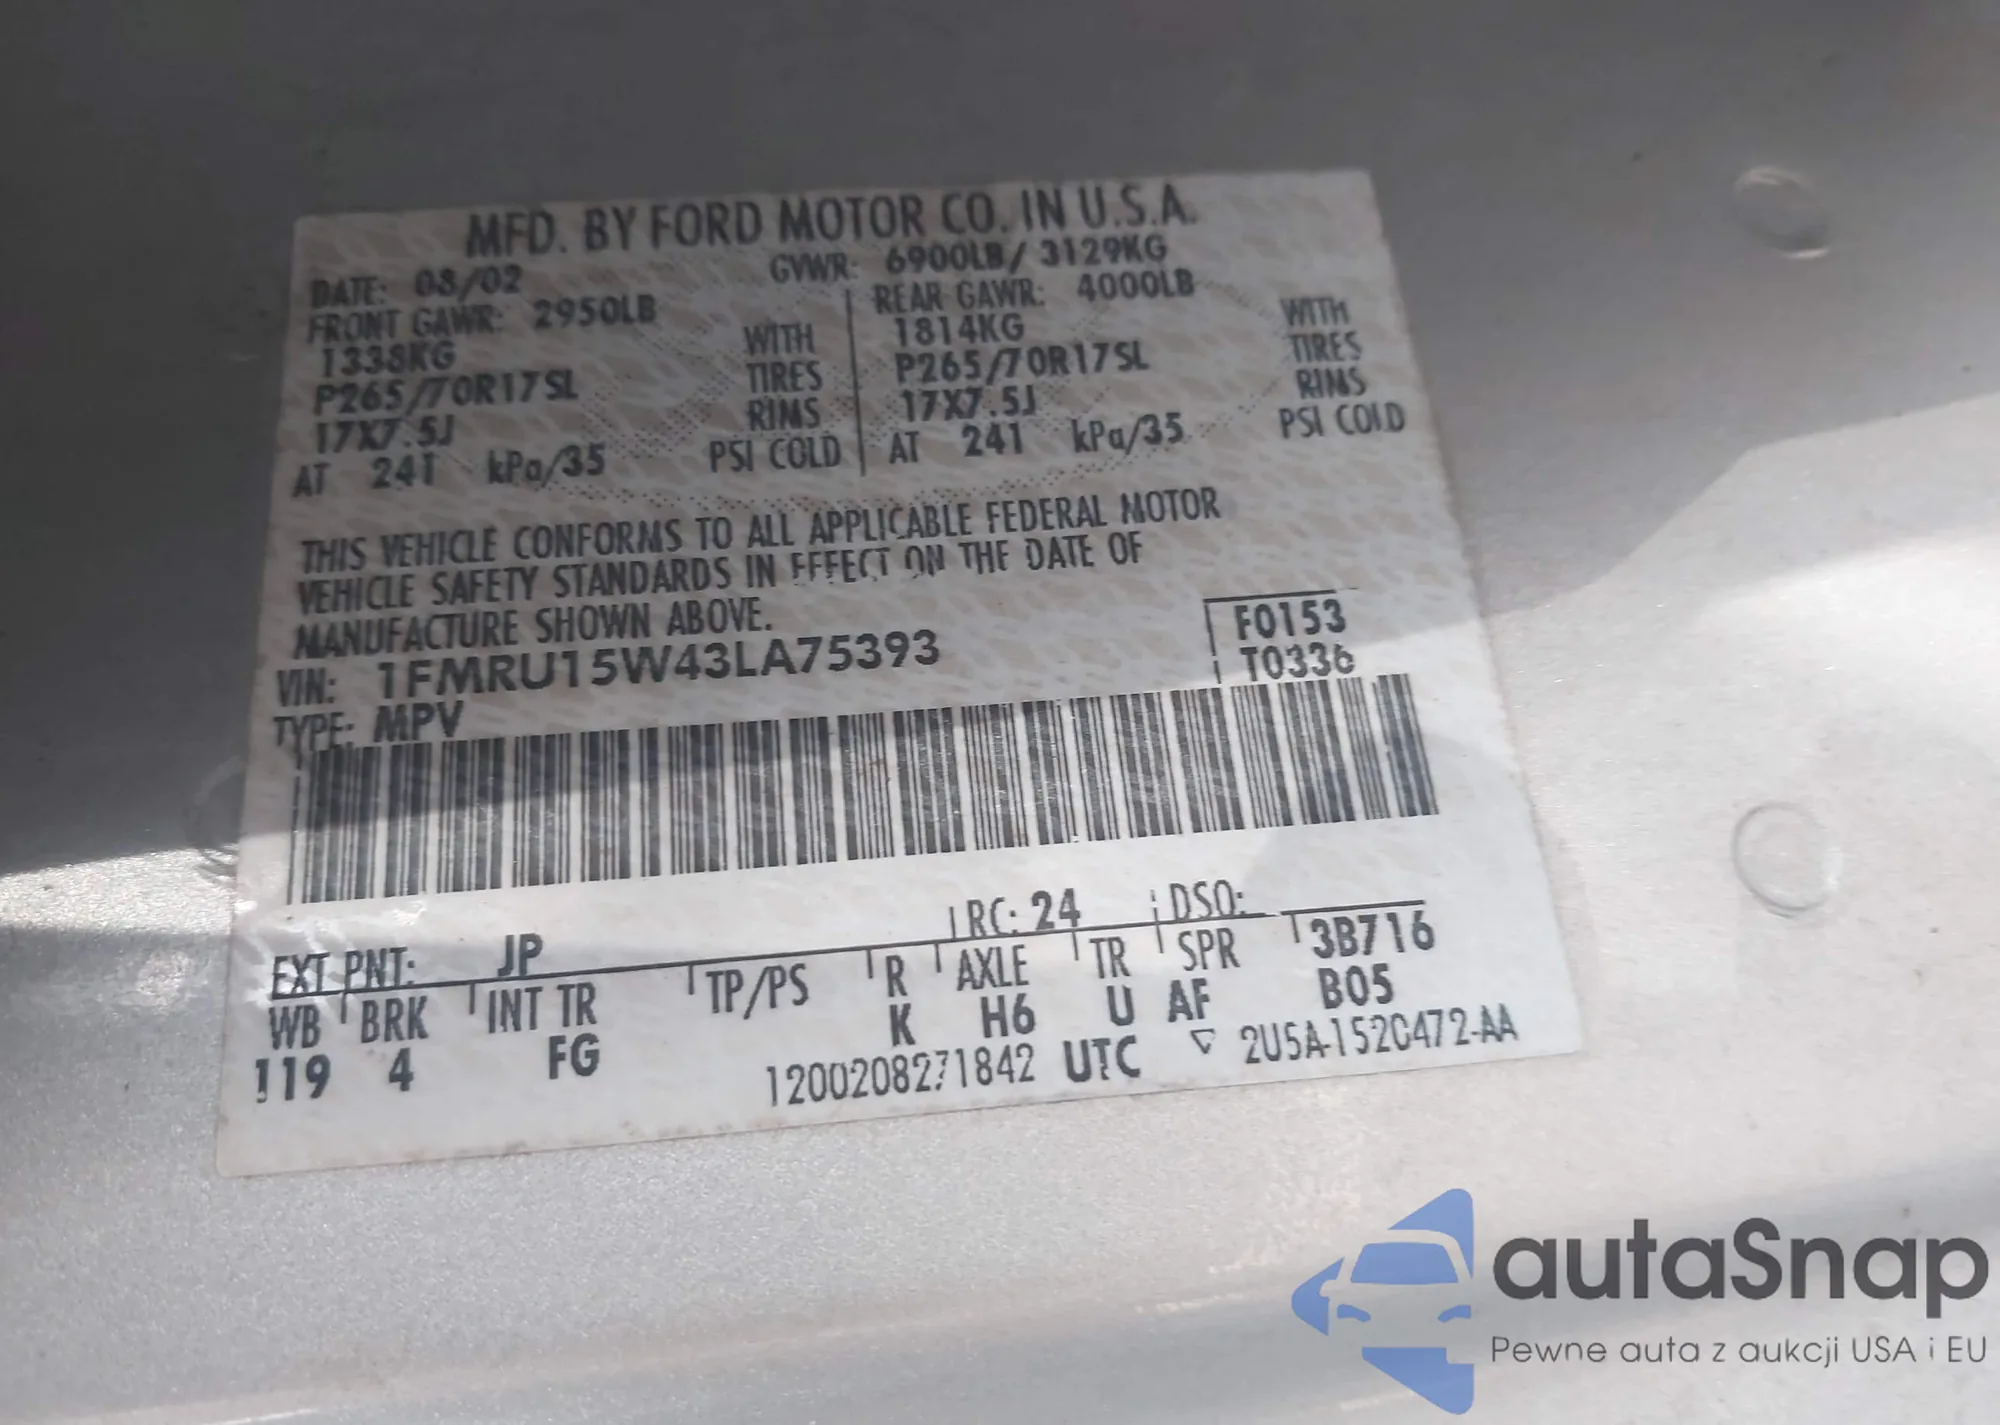 MFD. BY FORD MOTOR CO. IN U.S.A.
DATE: 08/02 GVWR: 6900LB/ 3129KG
FRONT GAWR: 2950LB REAR GAWR: 4000LB
1338KG WITH 1814KG WITH
P265/70R17SL TIRES P265/70R17SL TIRES
17X7.5J RIMS 17X7.5J RIMS
AT 241 kPa/35 PSI COLD AT 241 kPa/35 PSI COLD
THIS VEHICLE CONFORMS TO ALL APPLICABLE FEDERAL MOTOR
VEHICLE SAFETY STANDARDS IN EFFECT ON THE DATE OF
MANUFACTURE SHOWN ABOVE.
VIN: 1FMRU15W43LA75393 F0153
TYPE: MPV T0336
EXT PNT: JP RC: 24 DSO:
WB BRK INT TR TP/PS R AXLE TR SPR 3B716
119 4 FG K H6 U AF B05
1200208271842 UTC 2U5A-1520472-AA
autaSnap
Pewne auta z aukcji USA i EU